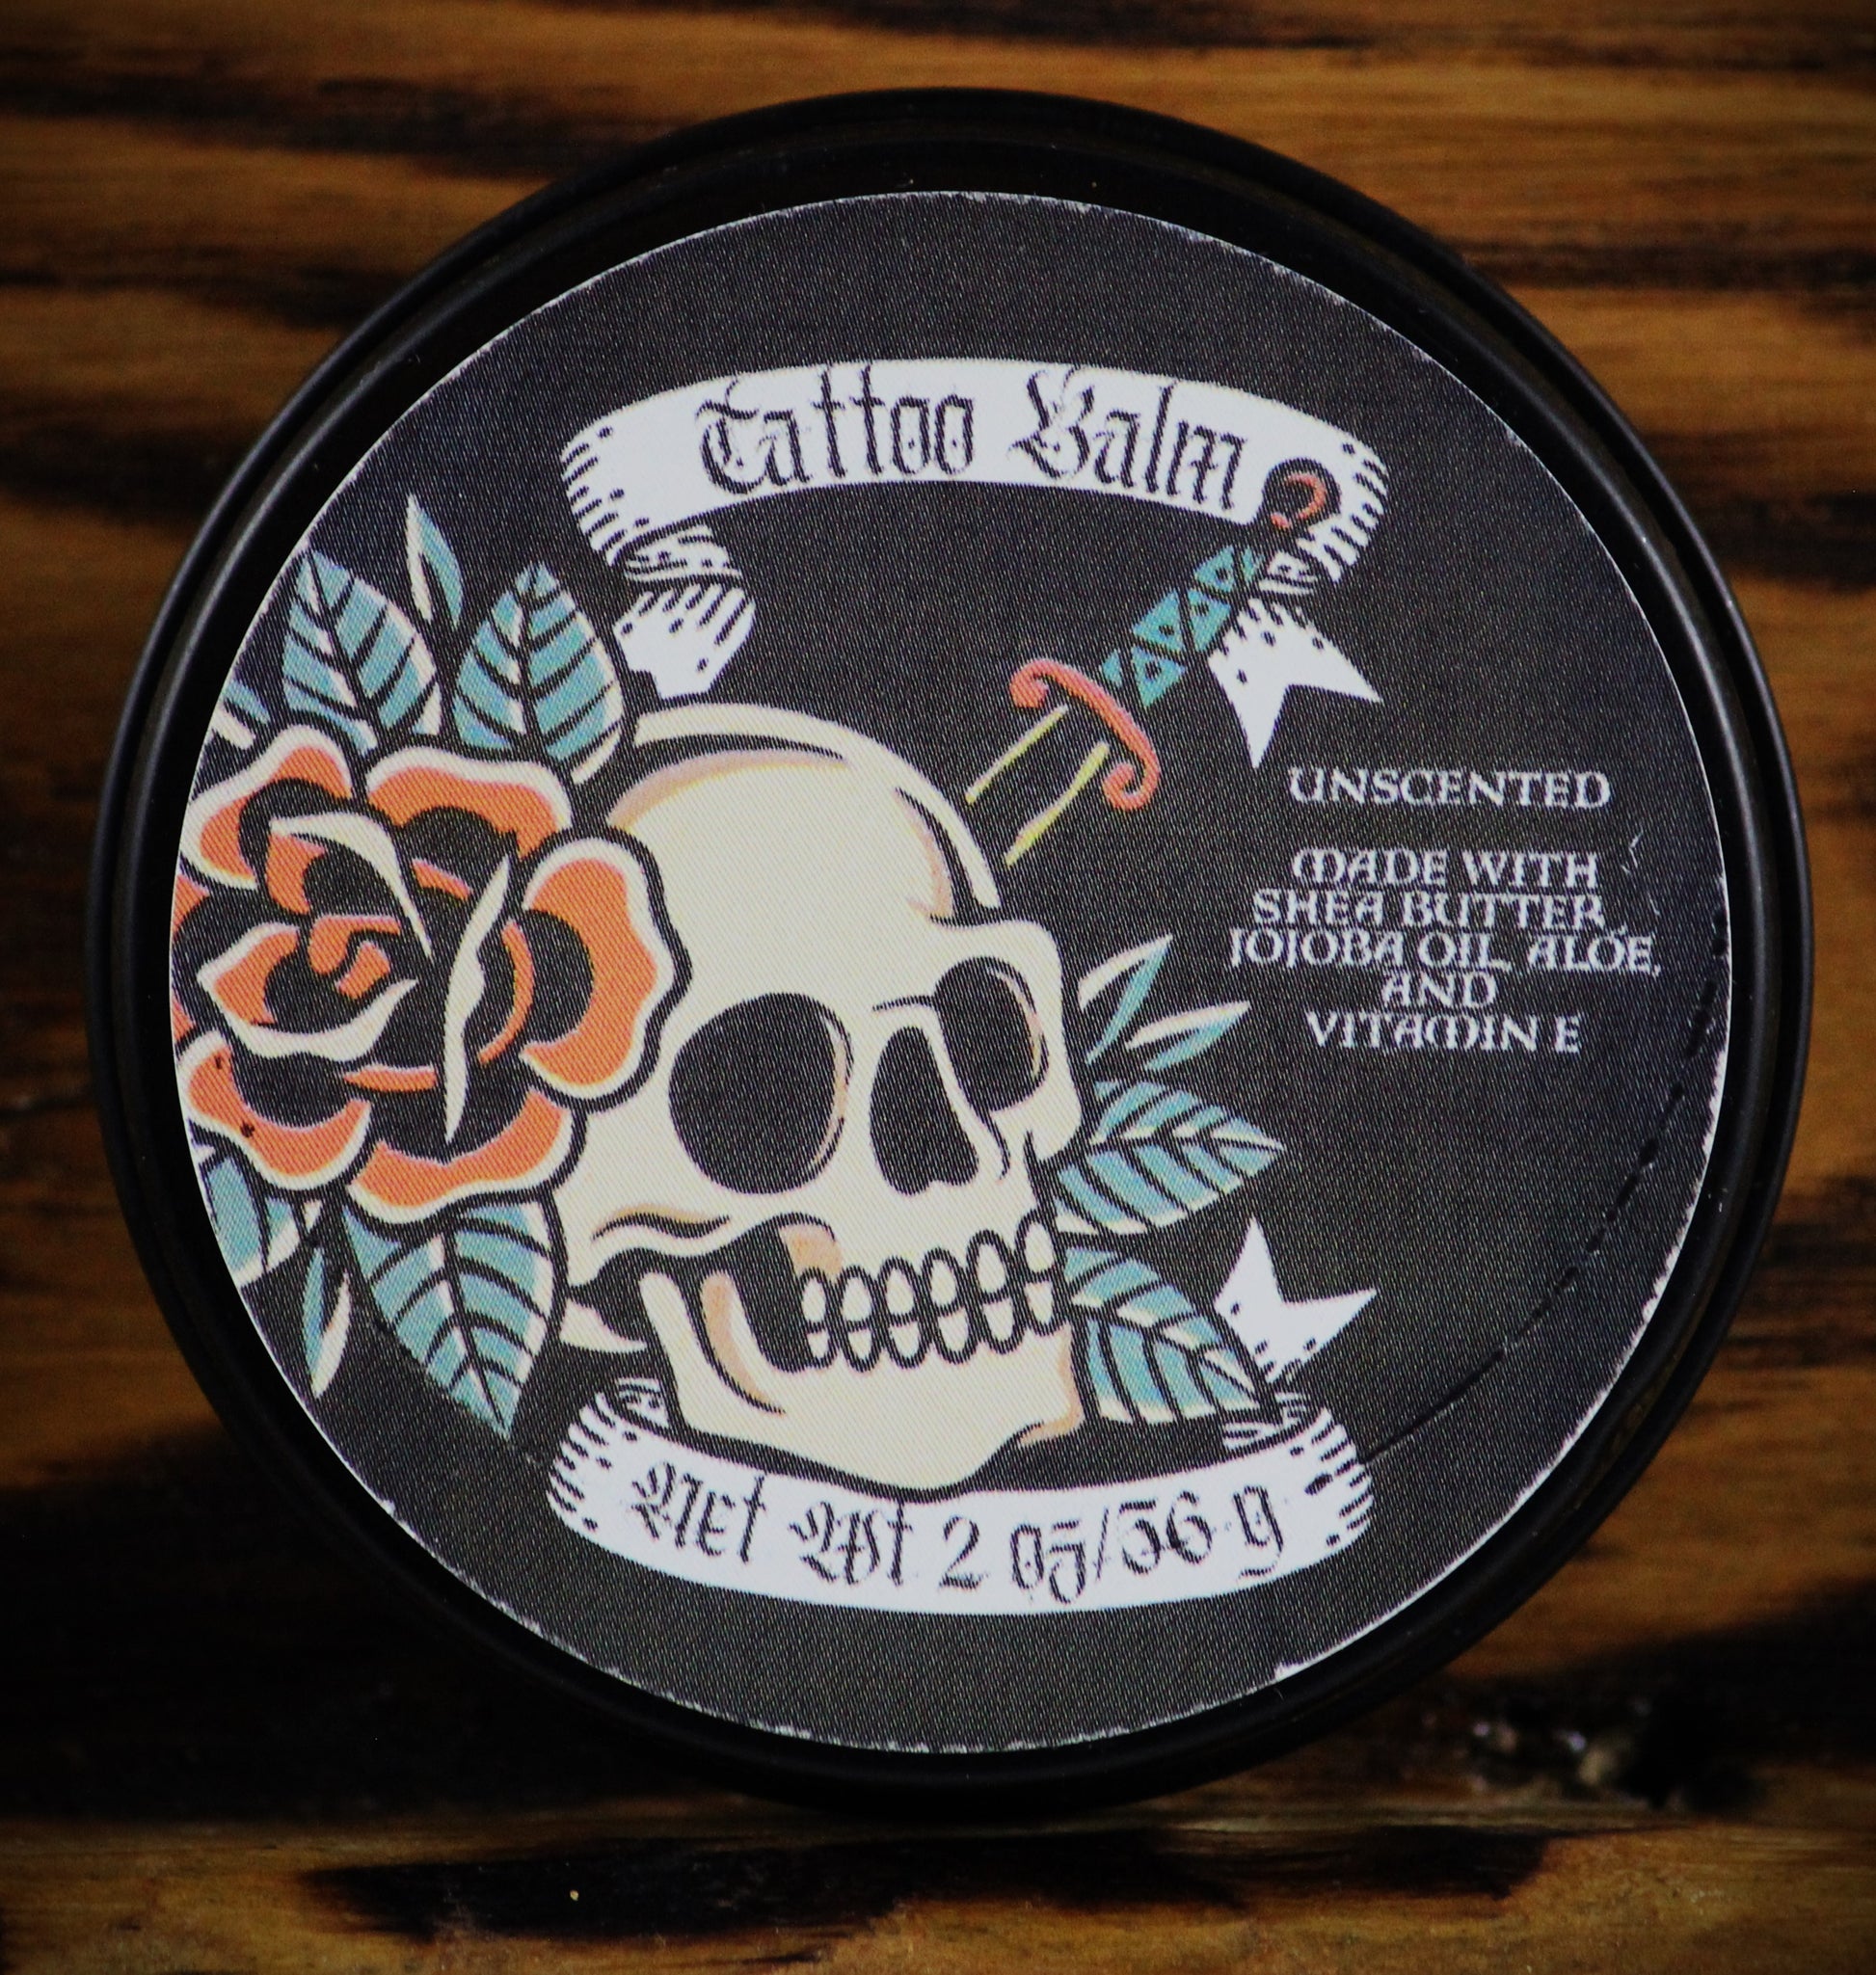 Tattoo Balm
UNSCENTED
MADE WITH
SHEA BUTTER,
JOJOBA OIL, ALOE,
AND
VITAMIN E
Net Wt 2 oz/56 g